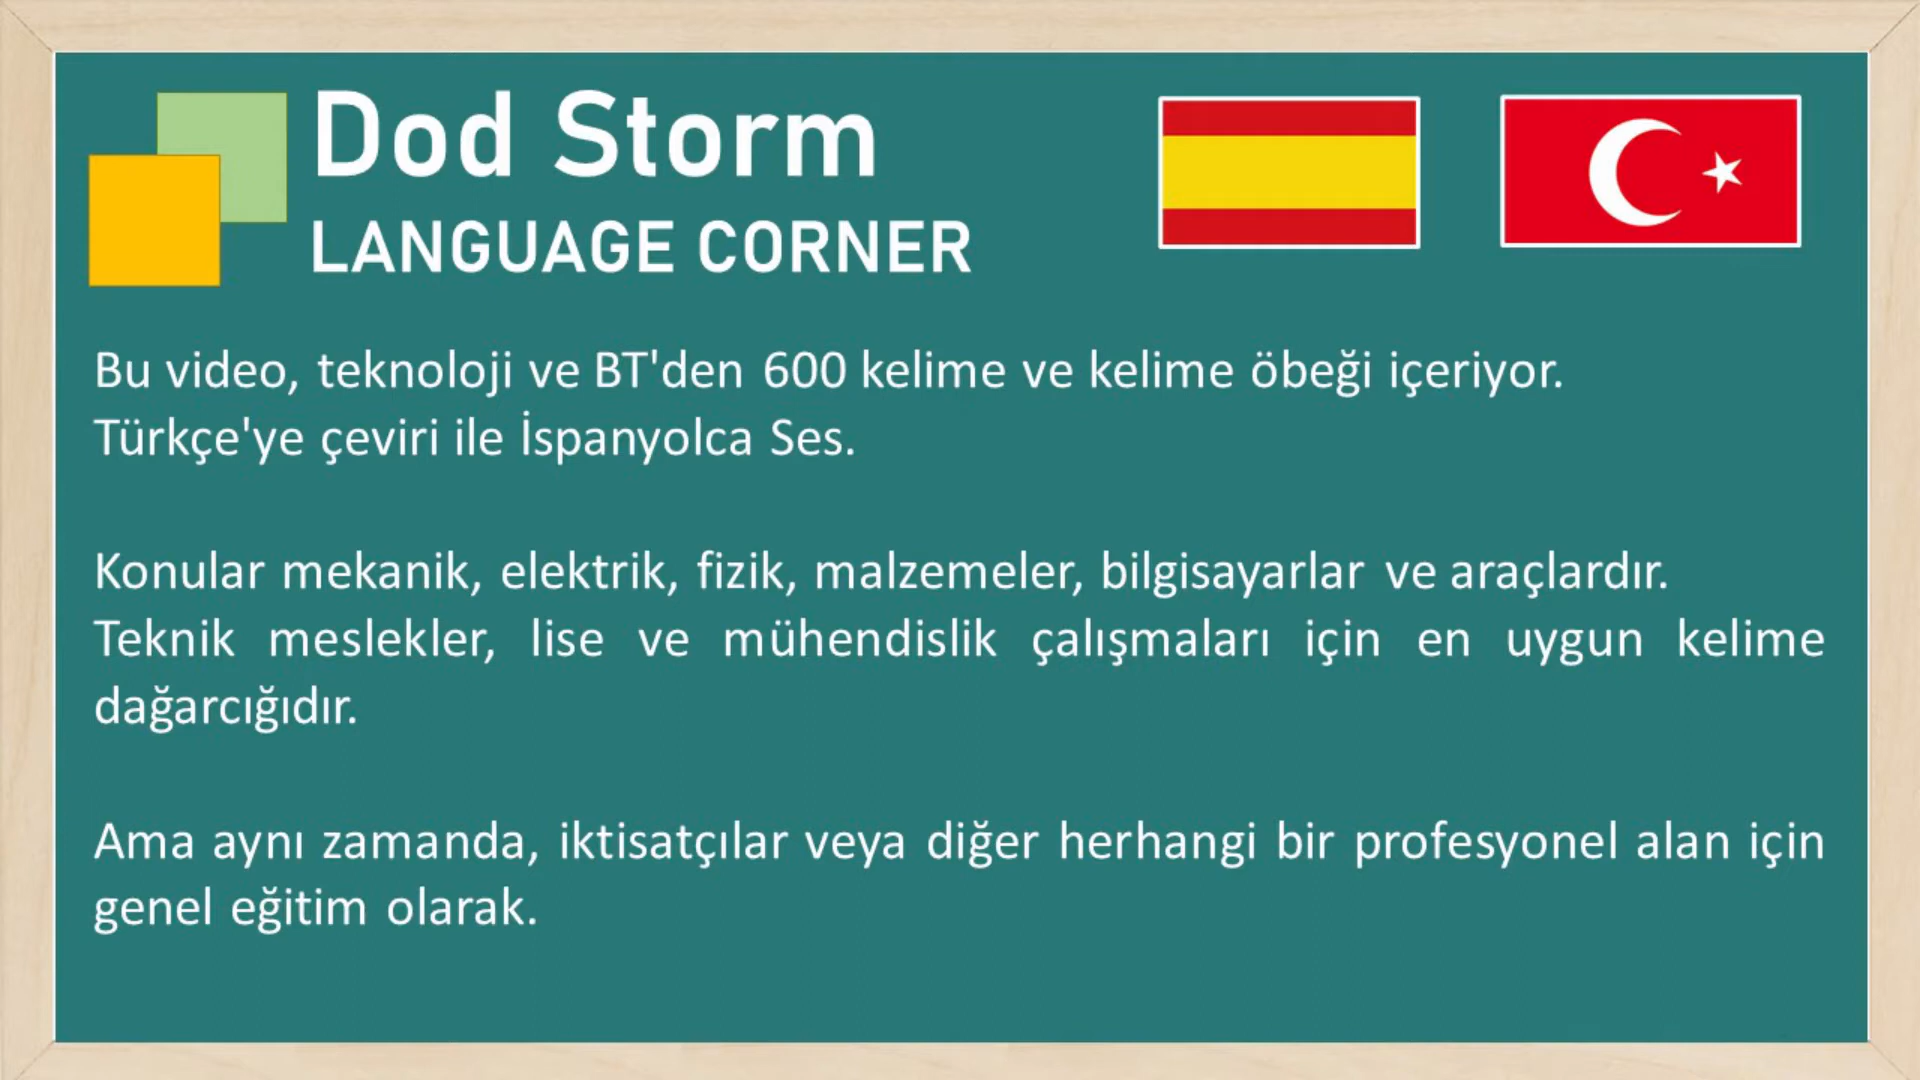 Dod Storm
LANGUAGE CORNER
Bu video, teknoloji ve BT'den 600 kelime ve kelime öbeği içeriyor.
Türkçe'ye çeviri ile İspanyolca Ses.
Konular mekanik, elektrik, fizik, malzemeler, bilgisayarlar ve araçlardır.
Teknik meslekler, lise ve mühendislik çalışmaları için en uygun kelime
dağarcığıdır.
Ama aynı zamanda, iktisatçılar veya diğer herhangi bir profesyonel alan için
genel eğitim olarak.